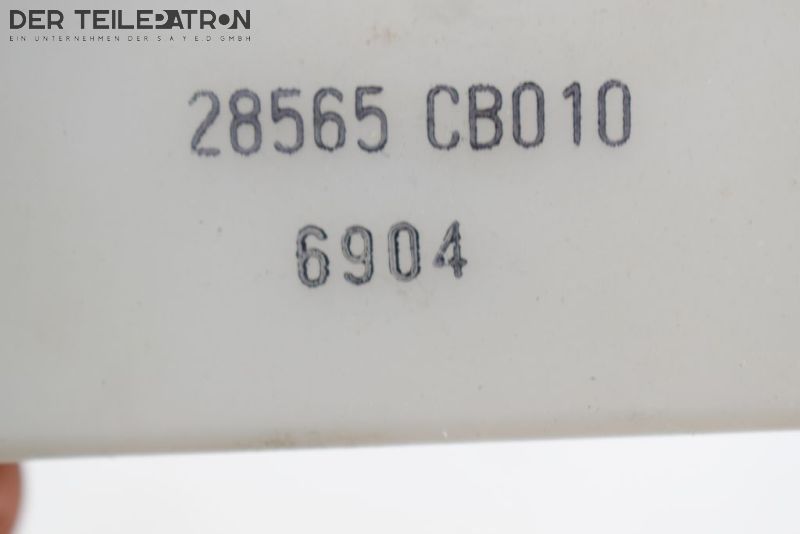 DER TEILEPATRON
EIN UNTERNEHMEN DER S A Y E D GMBH
28565 CB010
6904